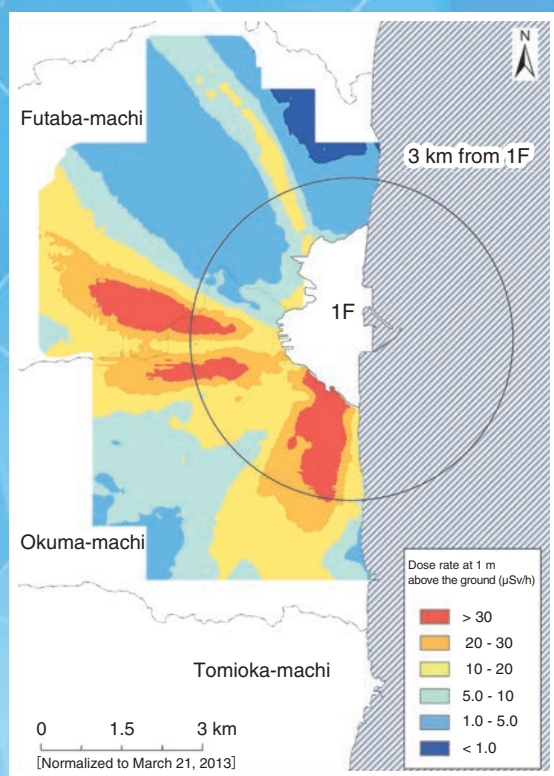 N
Futaba-machi
3 km from 1F
1F
Okuma-machi
Tomioka-machi
Dose rate at 1 m
above the ground (μSv/h)
> 30
20 - 30
10 - 20
5.0 - 10
1.0 - 5.0
< 1.0
0 1.5 3 km
[Normalized to March 21, 2013]